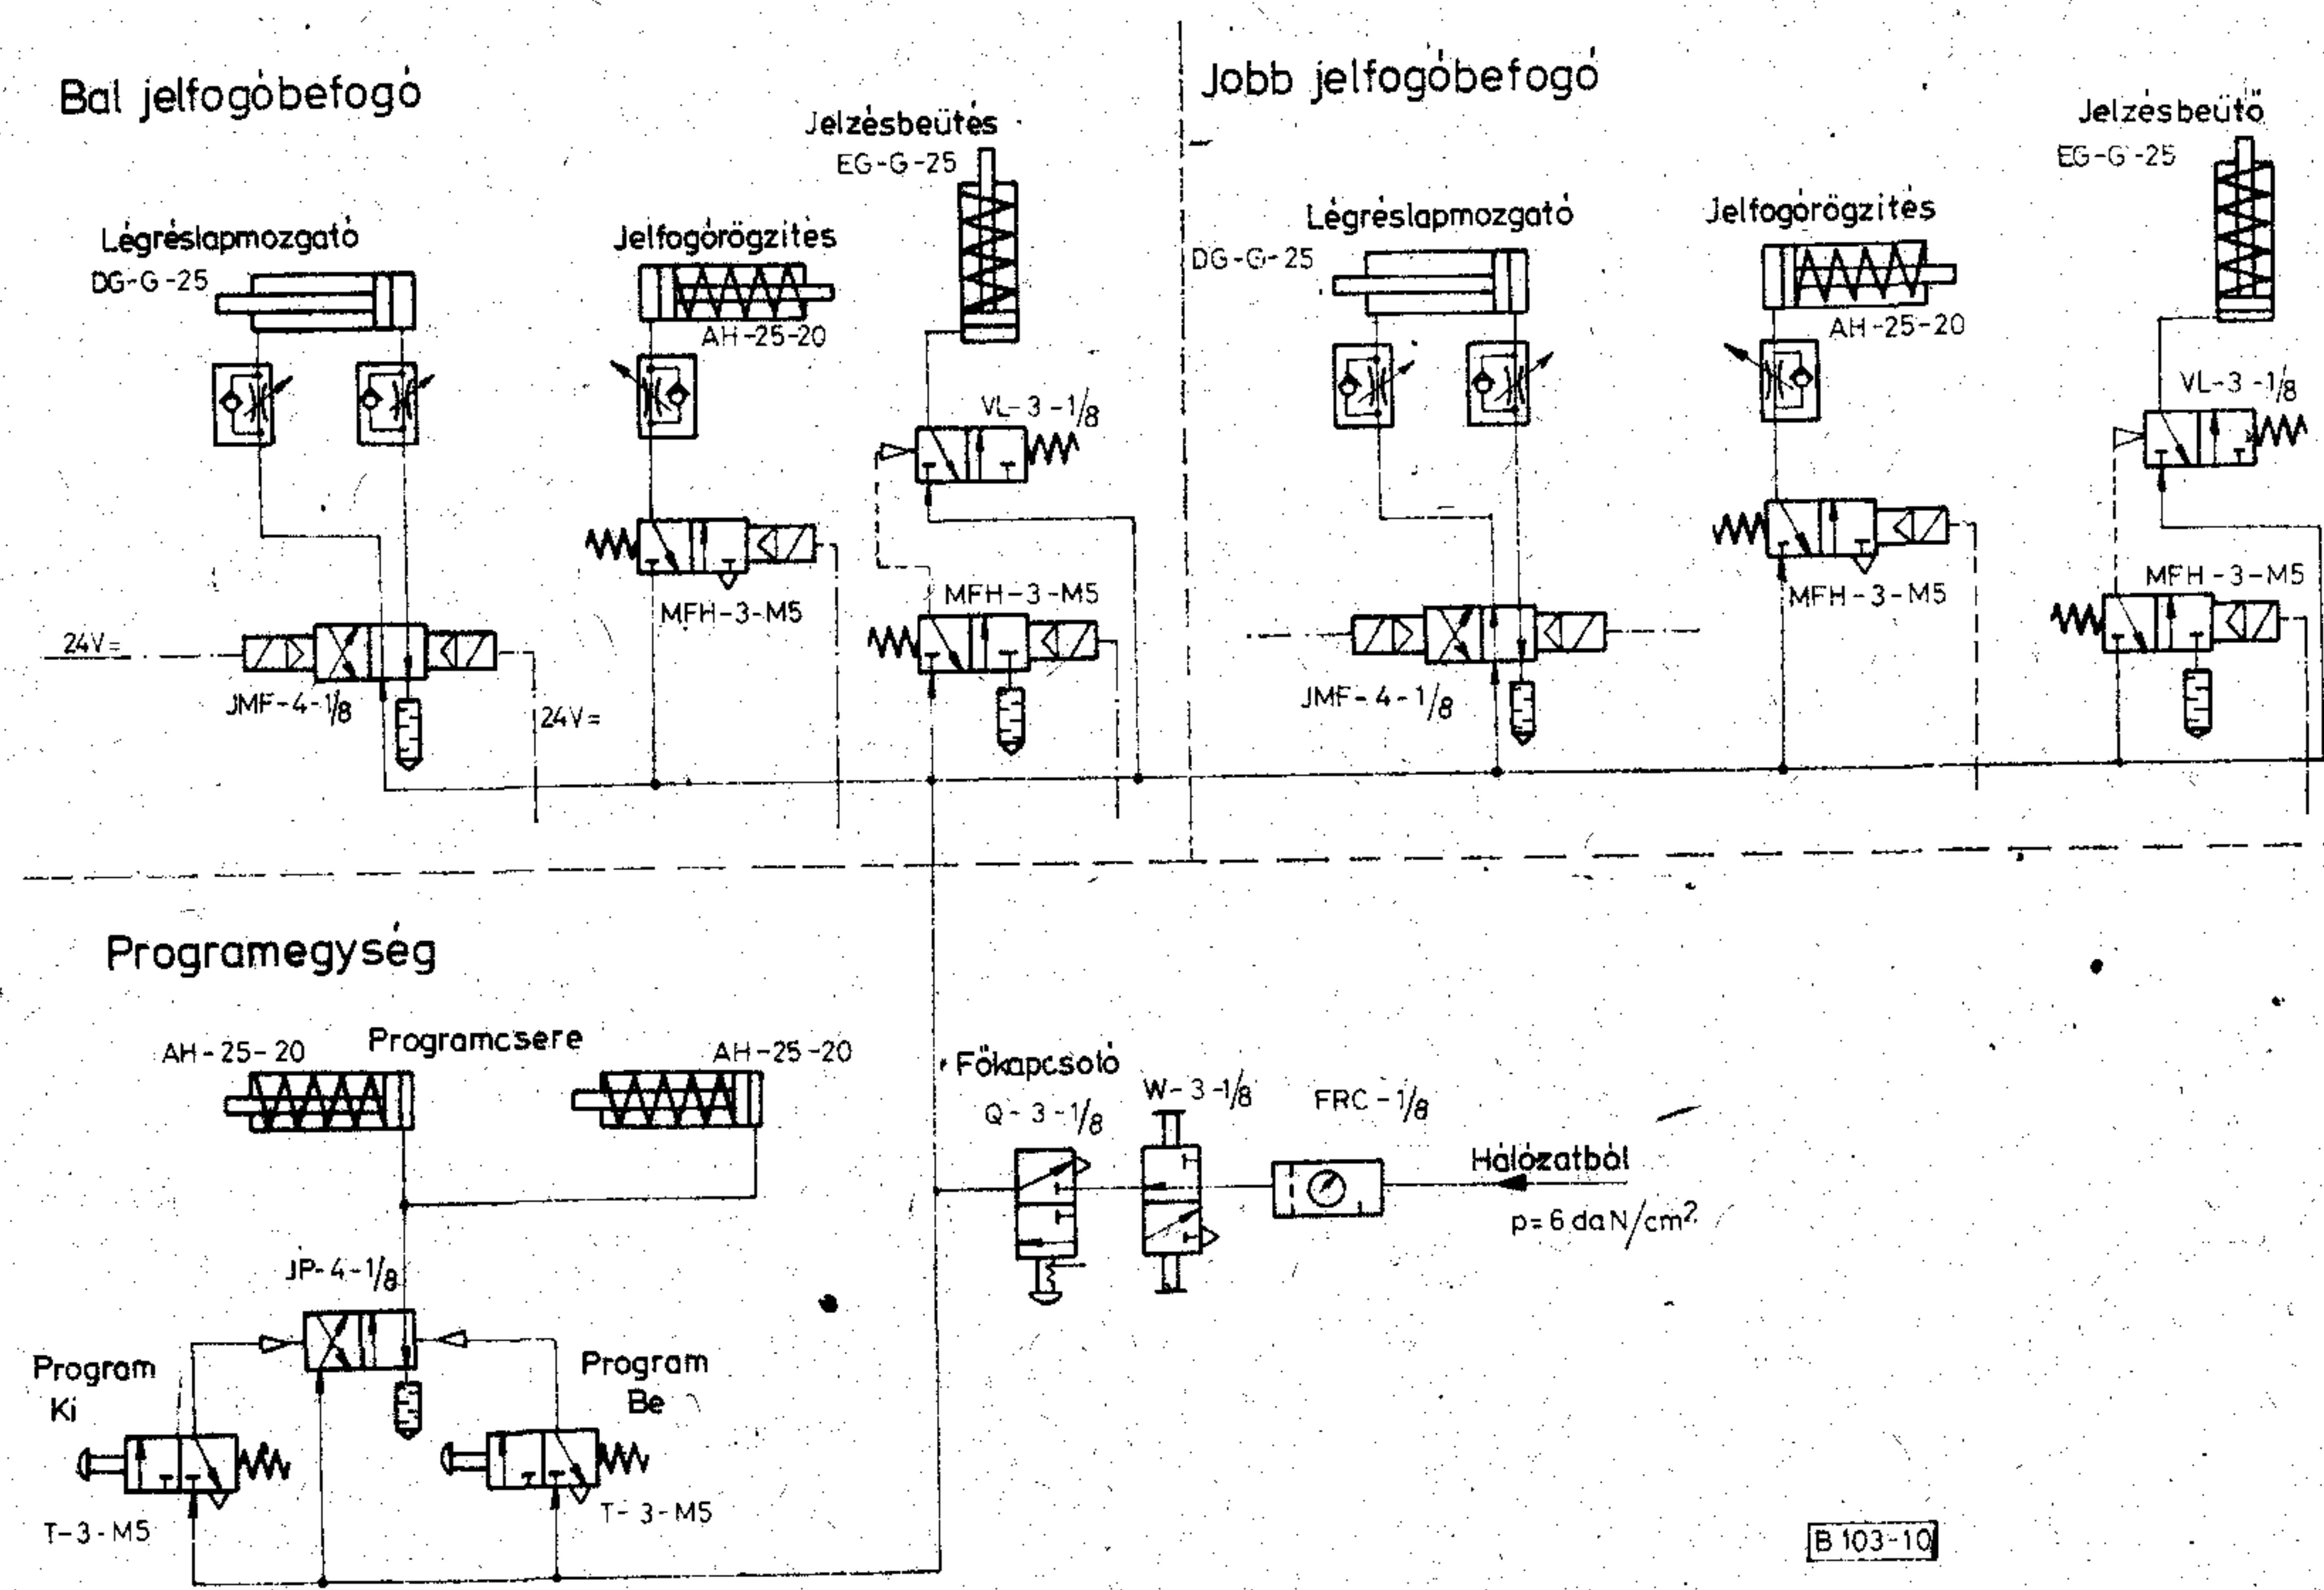 Bal jelfogóbefogó
Jelzésbeütés
EG-G-25
Légréslapmozgató
DG-G-25
Jelfogórögzítés
AH-25-20
VL-3-1/8
MFH-3-M5
MFH-3-M5
24V=
JMF-4-1/8
24V=
Jobb jelfogóbefogó
Jelzésbeütő
EG-G-25
Légréslapmozgató
DG-G-25
Jelfogórögzítés
AH-25-20
VL-3-1/8
MFH-3-M5
MFH-3-M5
JMF-4-1/8
Programegység
AH-25-20
Programcsere
AH-25-20
JP-4-1/8
Program
Ki
Program
Be
T-3-M5
T-3-M5
Főkapcsoló
Q-3-1/8
W-3-1/8
FRC-1/8
Hálózatból
p=6 daN/cm²
B 103-10